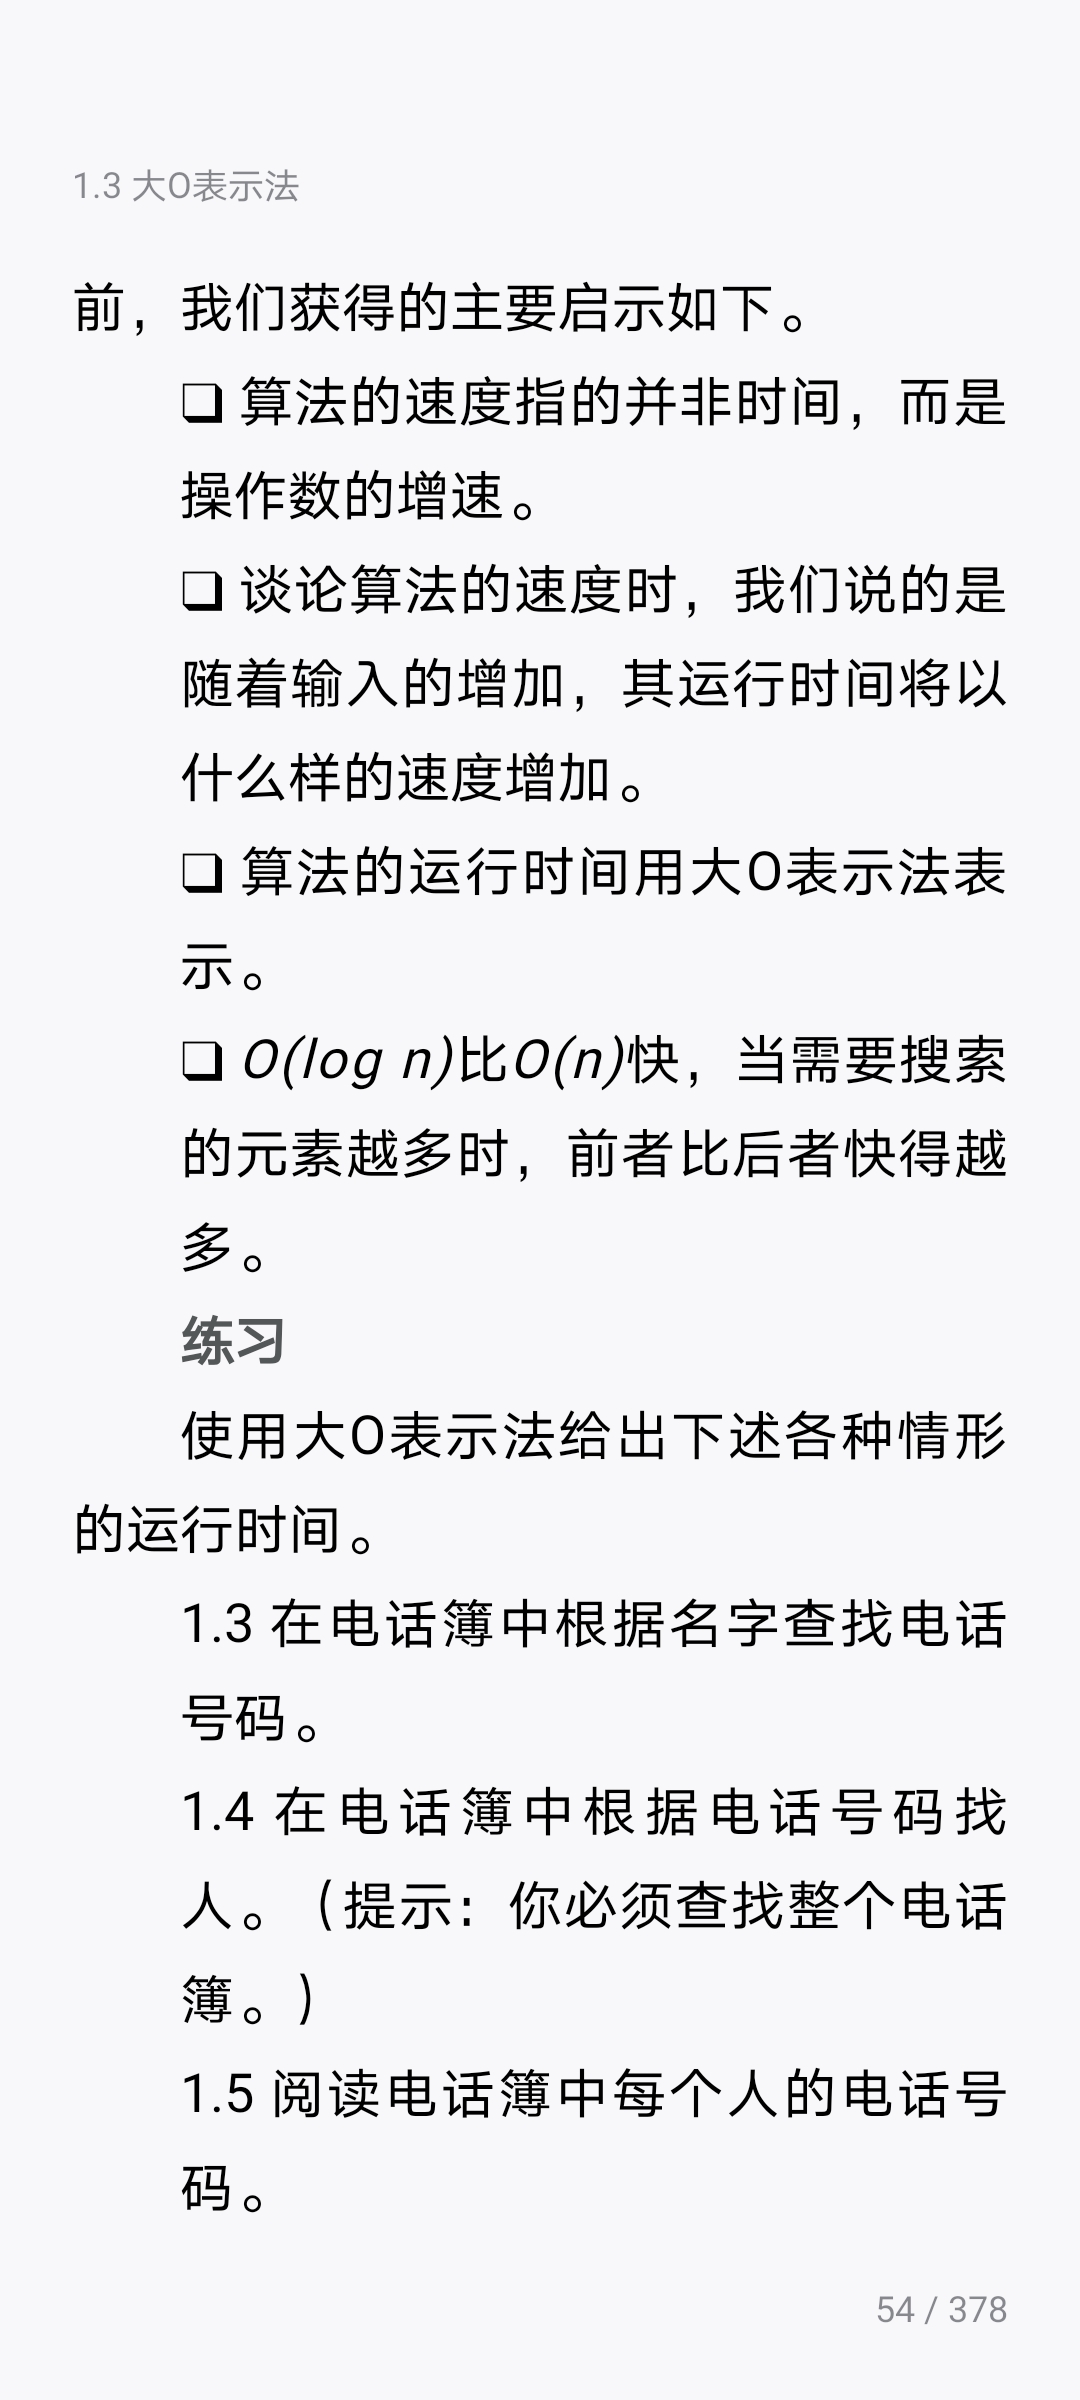 1.3 大O表示法
前，我们获得的主要启示如下。
❏ 算法的速度指的并非时间，而是
操作数的增速。
❏ 谈论算法的速度时，我们说的是
随着输入的增加，其运行时间将以
什么样的速度增加。
❏ 算法的运行时间用大O表示法表
示。
❏ O(log n)比O(n)快，当需要搜索
的元素越多时，前者比后者快得越
多。
练习
使用大O表示法给出下述各种情形
的运行时间。
1.3 在电话簿中根据名字查找电话
号码。
1.4 在电话簿中根据电话号码找
人。（提示：你必须查找整个电话
簿。）
1.5 阅读电话簿中每个人的电话号
码。
54 / 378